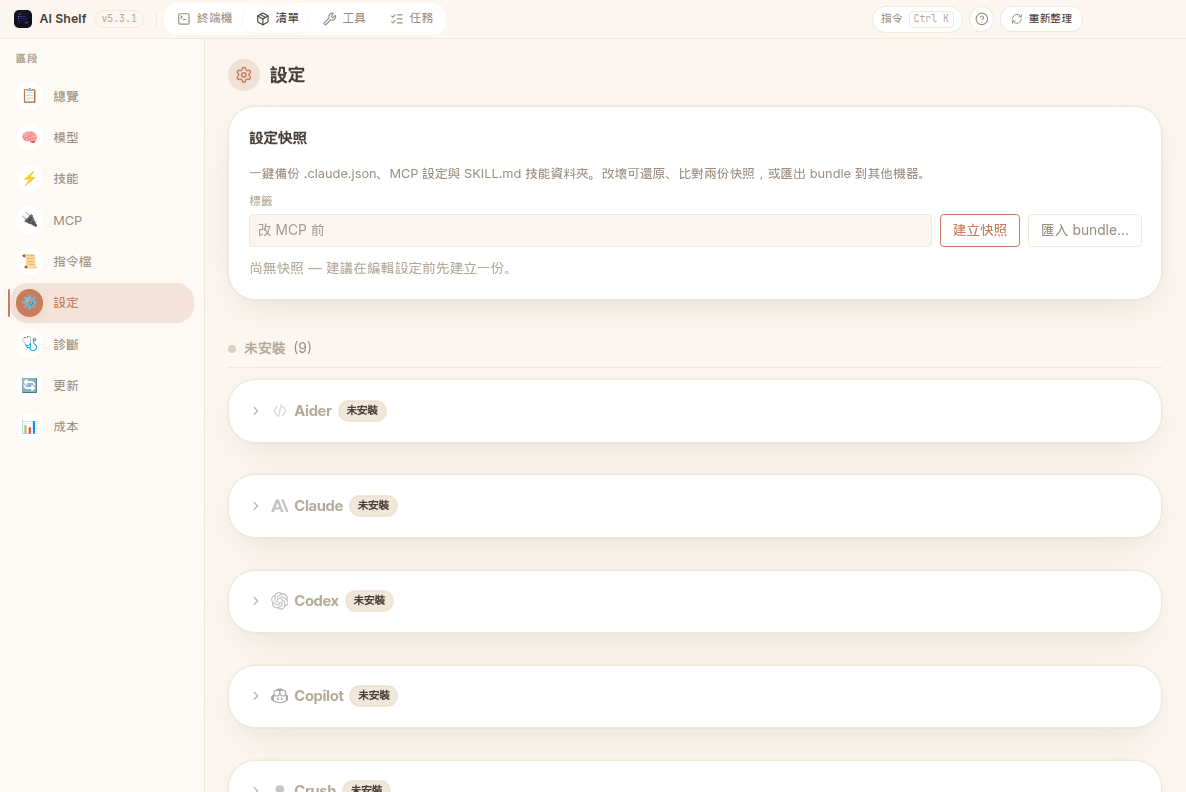 AI Shelf v5.3.1 終端機 清單 工具 任務 指令 Ctrl K 重新整理
區段
總覽
模型
技能
MCP
指令檔
設定
診斷
更新
成本
設定
設定快照
一鍵備份 .claude.json、MCP 設定與 SKILL.md 技能資料夾。改壞可還原、比對兩份快照，或匯出 bundle 到其他機器。
標籤
改 MCP 前 建立快照 匯入 bundle...
尚無快照 — 建議在編輯設定前先建立一份。
未安裝 (9)
Aider 未安裝
Claude 未安裝
Codex 未安裝
Copilot 未安裝
Crush 未安裝